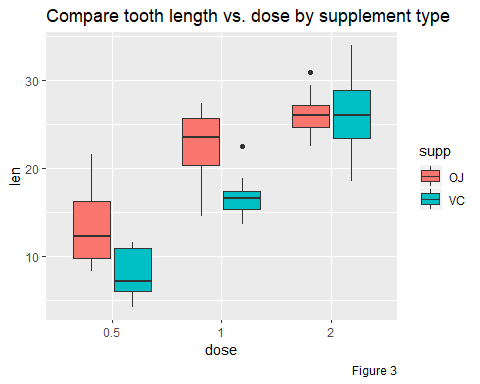 Compare tooth length vs. dose by supplement type
30
20
10
len
0.5 1 2
dose
supp
OJ
VC
Figure 3